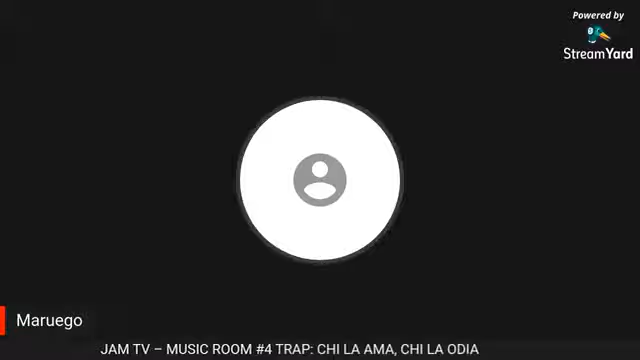 Powered by
StreamYard
Maruego
JAM TV – MUSIC ROOM #4 TRAP: CHI LA AMA, CHI LA ODIA